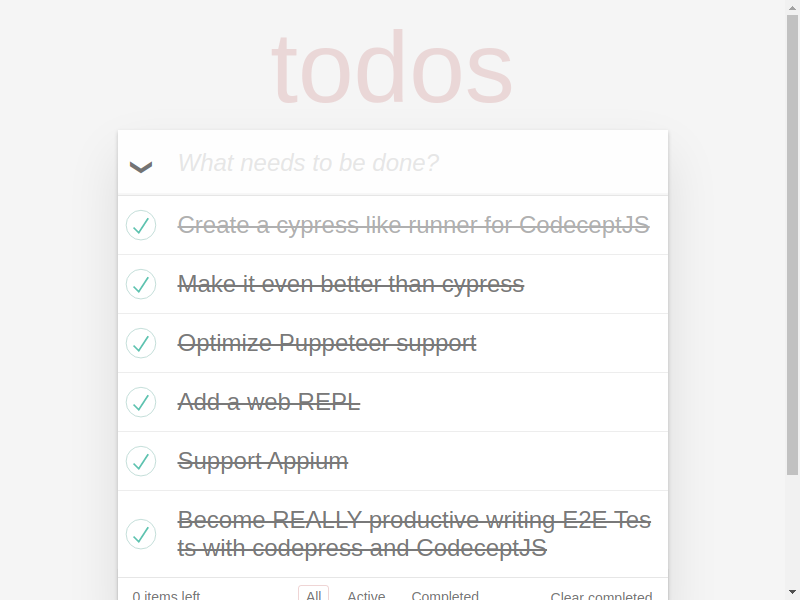 todos
What needs to be done?
Create a cypress like runner for CodeceptJS
Make it even better than cypress
Optimize Puppeteer support
Add a web REPL
Support Appium
Become REALLY productive writing E2E Tes
ts with codepress and CodeceptJS
0 items left All Active Completed Clear completed